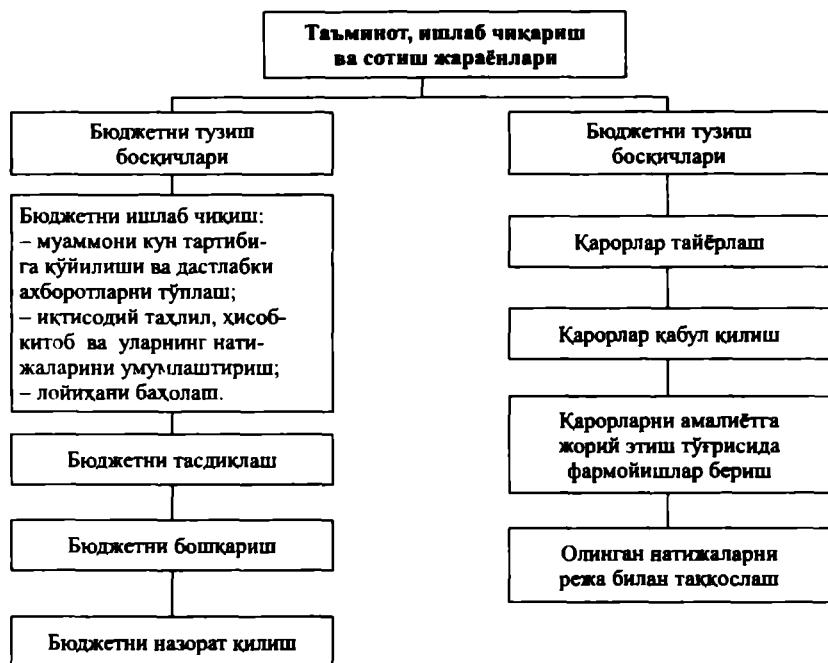 Таъминот, ишлаб чиқариш
ва сотиш жараёнлари
Бюджетни тузиш
босқичлари
Бюджетни ишлаб чиқиш:
– муаммони кун тартиби-
га қўйилиши ва дастлабки
ахборотларни тўплаш;
– иқтисодий таҳлил, ҳисоб-
китоб ва уларнинг нати-
жаларини умумлаштириш;
– лойиҳани баҳолаш.
Бюджетни тасдиқлаш
Бюджетни бошқариш
Бюджетни назорат қилиш
Бюджетни тузиш
босқичлари
Қарорлар тайёрлаш
Қарорлар қабул қилиш
Қарорларни амалиётга
жорий этиш тўғрисида
фармойишлар бериш
Олинган натижаларни
режа билан таққослаш